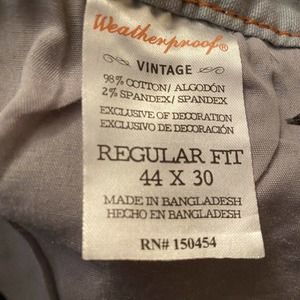 Weatherproof®
VINTAGE
98% COTTON/ ALGODÓN
2% SPANDEX/ SPANDEX
EXCLUSIVE OF DECORATION
EXCLUSIVO DE DECORACIÓN
REGULAR FIT
44 X 30
MADE IN BANGLADESH
HECHO EN BANGLADESH
RN# 150454